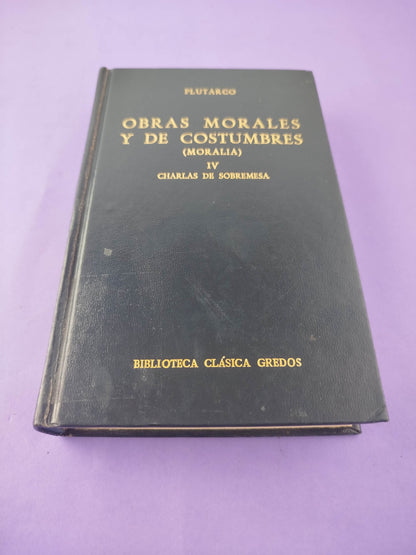 PLUTARCO
OBRAS MORALES
Y DE COSTUMBRES
(MORALIA)
IV
CHARLAS DE SOBREMESA
BIBLIOTECA CLÁSICA GREDOS